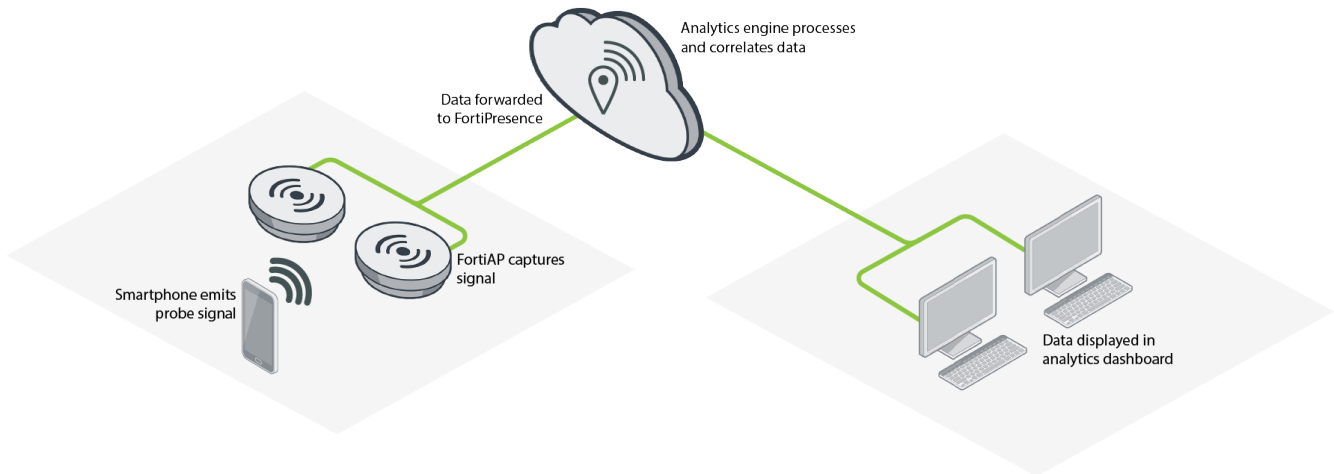 Analytics engine processes
and correlates data
Data forwarded
to FortiPresence
FortiAP captures
signal
Smartphone emits
probe signal
Data displayed in
analytics dashboard